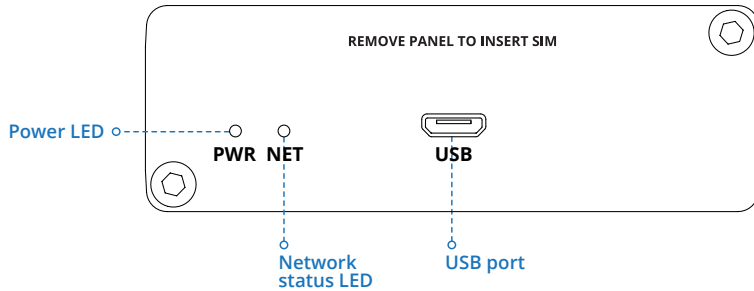 REMOVE PANEL TO INSERT SIM
Power LED
PWR NET
USB
Network
status LED
USB port